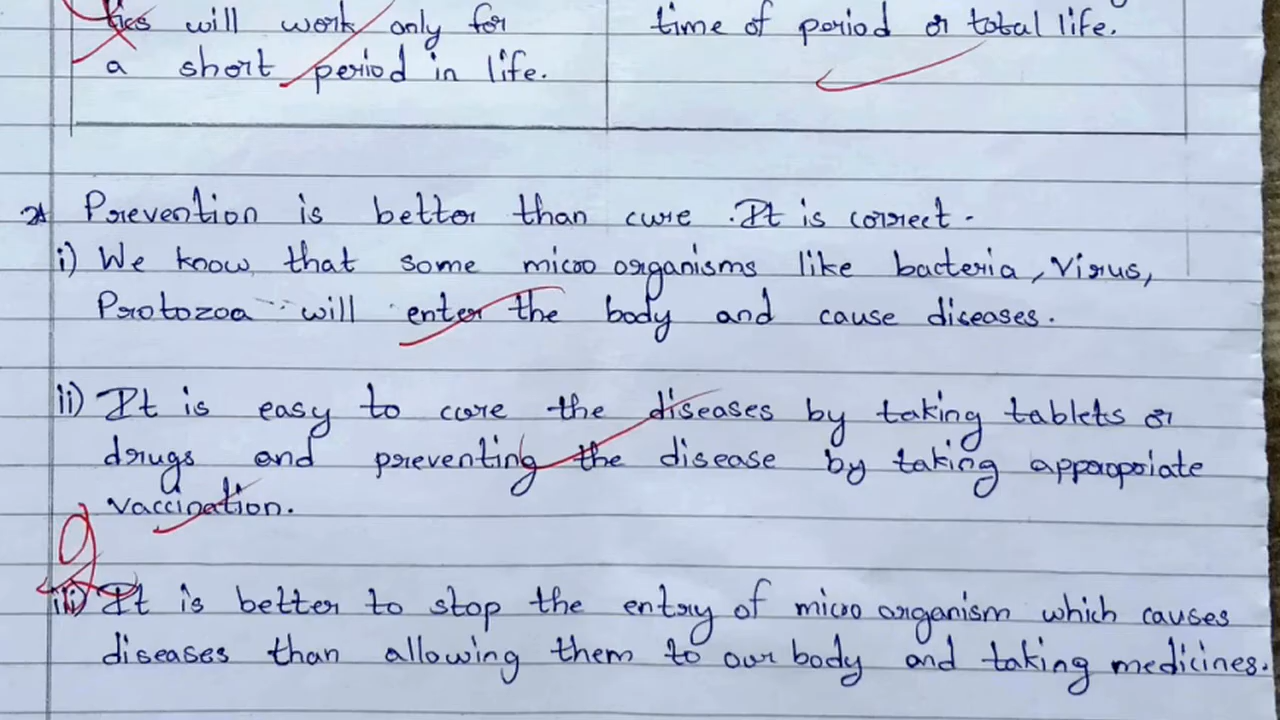 tics will work only for
a short period in life.
time of period or total life.
Prevention is better than cure . It is correct.
i) We know that some micro organisms like bacteria, Virus,
Protozoa will enter the body and cause diseases.
ii) It is easy to cure the diseases by taking tablets or
drugs and preventing the disease by taking appropriate
vaccination.
iii) It is better to stop the entry of micro organism which causes
diseases than allowing them to our body and taking medicines.